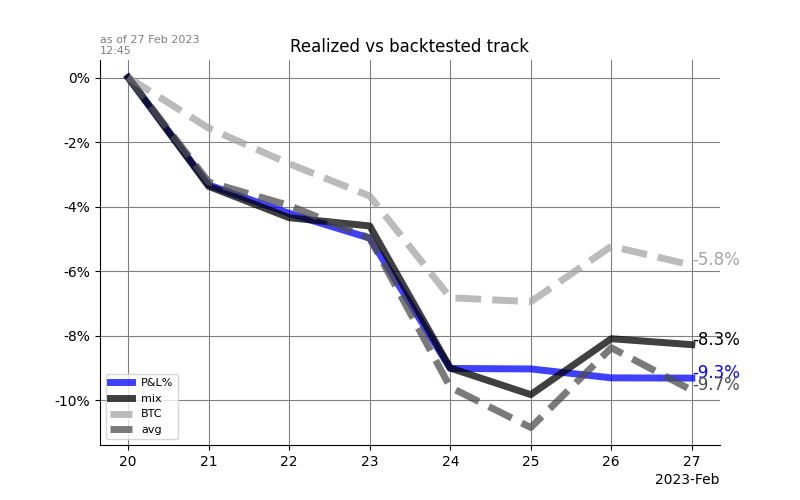 as of 27 Feb 2023
12:45
Realized vs backtested track
0%
-2%
-4%
-6%
-8%
-10%
-5.8%
-8.3%
-9.3%
-9.7%
P&L%
mix
BTC
avg
20 21 22 23 24 25 26 27
2023-Feb